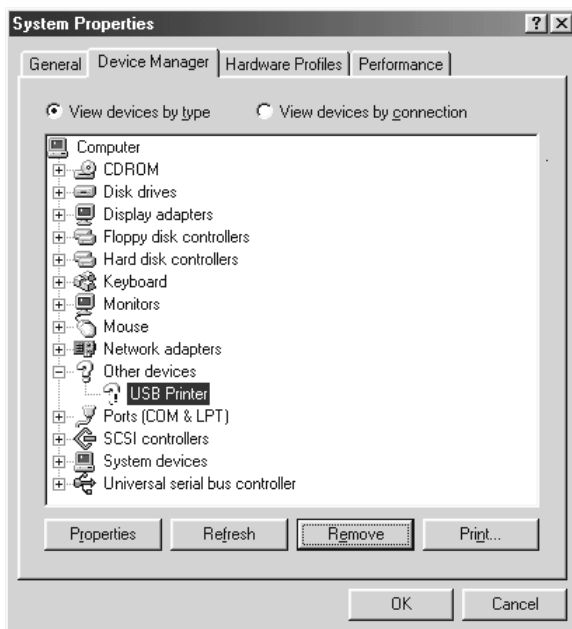 System Properties
General Device Manager Hardware Profiles Performance
View devices by type View devices by connection
Computer
CDROM
Disk drives
Display adapters
Floppy disk controllers
Hard disk controllers
Keyboard
Monitors
Mouse
Network adapters
Other devices
USB Printer
Ports (COM & LPT)
SCSI controllers
System devices
Universal serial bus controller
Properties Refresh Remove Print...
OK Cancel